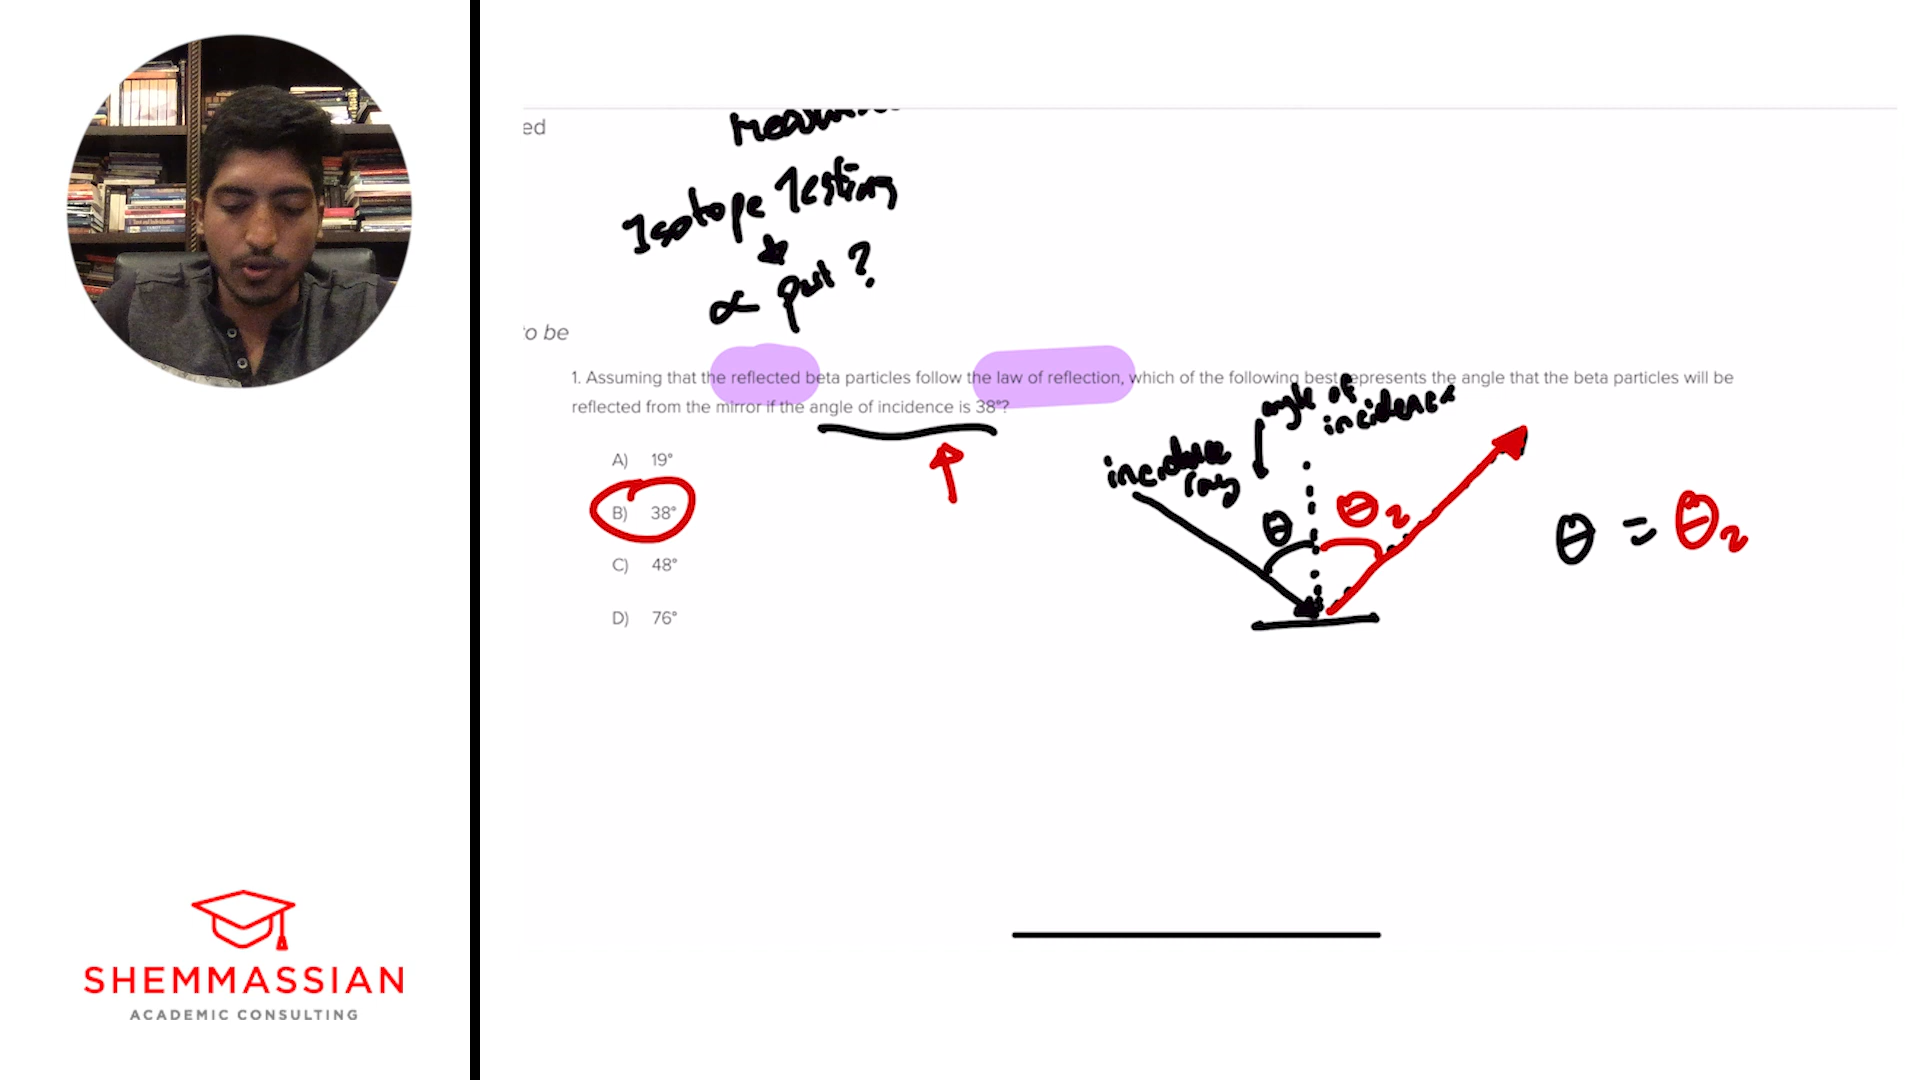 ed
Isotope Testing
α part ?
o be
1. Assuming that the reflected beta particles follow the law of reflection, which of the following best represents the angle that the beta particles will be
reflected from the mirror if the angle of incidence is 38°?
angle of
incidence
incidence
ray
A) 19°
B) 38°
C) 48°
D) 76°
θ
θ2
θ = θ2
SHEMMASSIAN
ACADEMIC CONSULTING